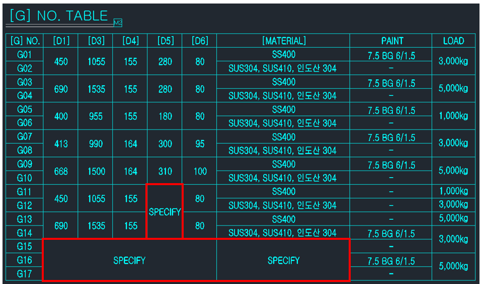 [G] NO. TABLE
[G] NO. [D1] [D3] [D4] [D5] [D6] [MATERIAL] PAINT LOAD
G01 450 1055 155 280 80 SS400 7.5 BG 6/1.5 3,000kg
G02 SUS304, SUS410, 인도산 304 -
G03 690 1535 155 280 80 SS400 7.5 BG 6/1.5 5,000kg
G04 SUS304, SUS410, 인도산 304 -
G05 400 955 155 180 80 SS400 7.5 BG 6/1.5 1,000kg
G06 SUS304, SUS410, 인도산 304 -
G07 413 990 164 300 95 SS400 7.5 BG 6/1.5 3,000kg
G08 SUS304, SUS410, 인도산 304 -
G09 668 1500 164 310 100 SS400 7.5 BG 6/1.5 5,000kg
G10 SUS304, SUS410, 인도산 304 -
G11 450 1055 155 SPECIFY 80 SS400 - 1,000kg
G12 SUS304, SUS410, 인도산 304 - 3,000kg
G13 690 1535 155 80 SS400 - 5,000kg
G14 SUS304, SUS410, 인도산 304 7.5 BG 6/1.5 3,000kg
G15 -
G16 SPECIFY SPECIFY 7.5 BG 6/1.5 5,000kg
G17 -